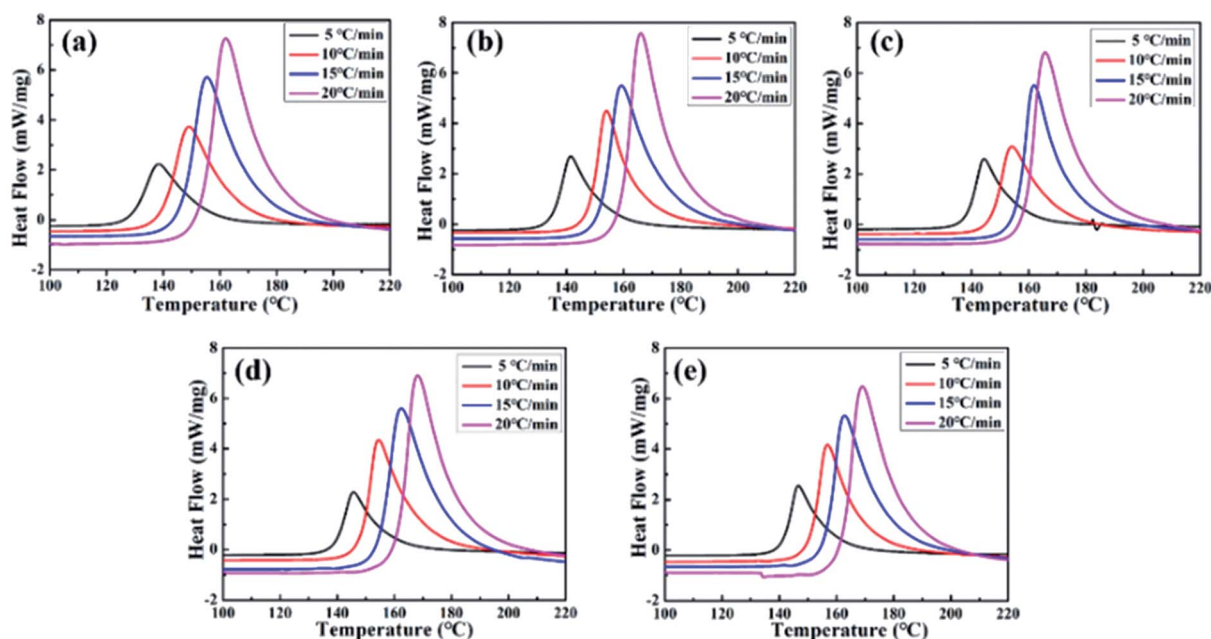 (a)
5 ℃/min
10℃/min
15℃/min
20℃/min
Heat Flow (mW/mg)
8
6
4
2
0
-2
100 120 140 160 180 200 220
Temperature (℃)
(b)
5 ℃/min
10℃/min
15℃/min
20℃/min
Heat Flow (mW/mg)
8
6
4
2
0
-2
100 120 140 160 180 200 220
Temperature (℃)
(c)
5 ℃/min
10℃/min
15℃/min
20℃/min
Heat Flow (mW/mg)
8
6
4
2
0
-2
100 120 140 160 180 200 220
Temperature (℃)
(d)
5 ℃/min
10℃/min
15℃/min
20℃/min
Heat Flow (mW/mg)
8
6
4
2
0
-2
100 120 140 160 180 200 220
Temperature (℃)
(e)
5 ℃/min
10℃/min
15℃/min
20℃/min
Heat Flow (mW/mg)
8
6
4
2
0
-2
100 120 140 160 180 200 220
Temperature (℃)